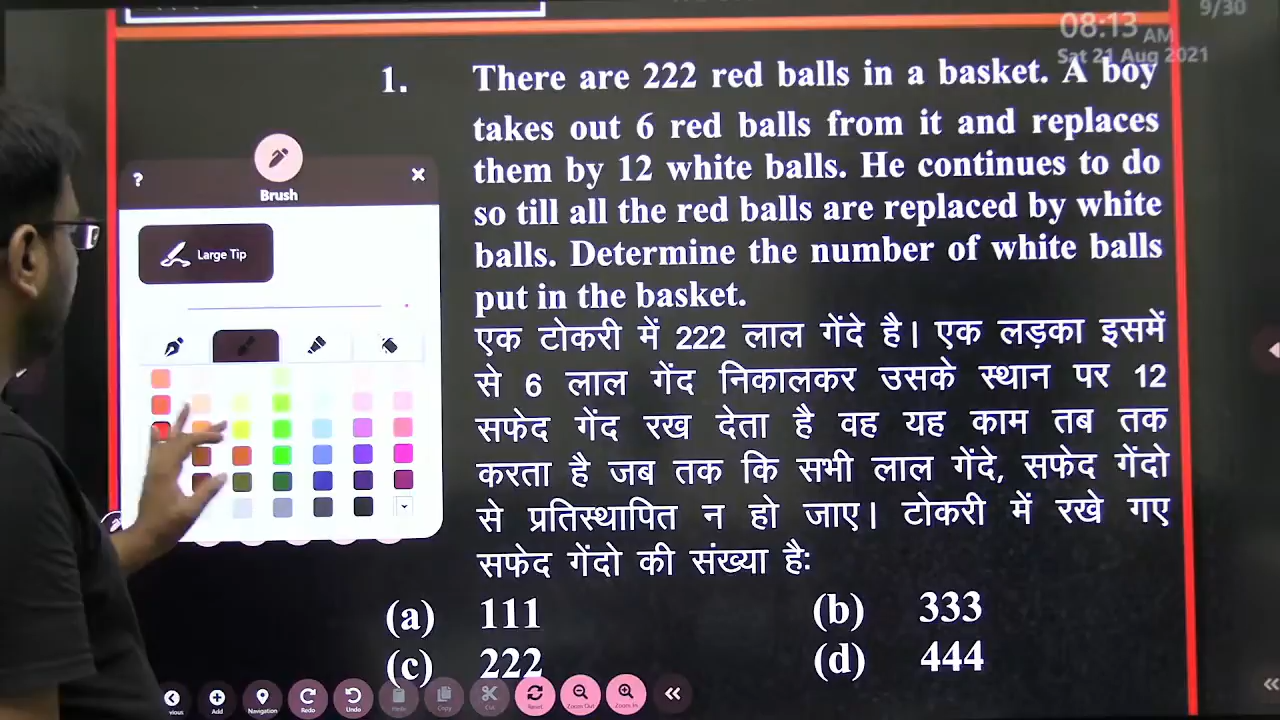 9/30
08:13 AM
Sat 21 Aug 2021
1. There are 222 red balls in a basket. A boy
takes out 6 red balls from it and replaces
them by 12 white balls. He continues to do
so till all the red balls are replaced by white
balls. Determine the number of white balls
put in the basket.
एक टोकरी में 222 लाल गेंदे है। एक लड़का इसमें
से 6 लाल गेंद निकालकर उसके स्थान पर 12
सफेद गेंद रख देता है वह यह काम तब तक
करता है जब तक कि सभी लाल गेंदे, सफेद गेंदो
से प्रतिस्थापित न हो जाए। टोकरी में रखे गए
सफेद गेंदो की संख्या हैः
(a) 111 (b) 333
(c) 222 (d) 444
?
Brush
Large Tip
vious Add Navigation Redo Undo Copy Cut Reset Zoom Out Zoom In